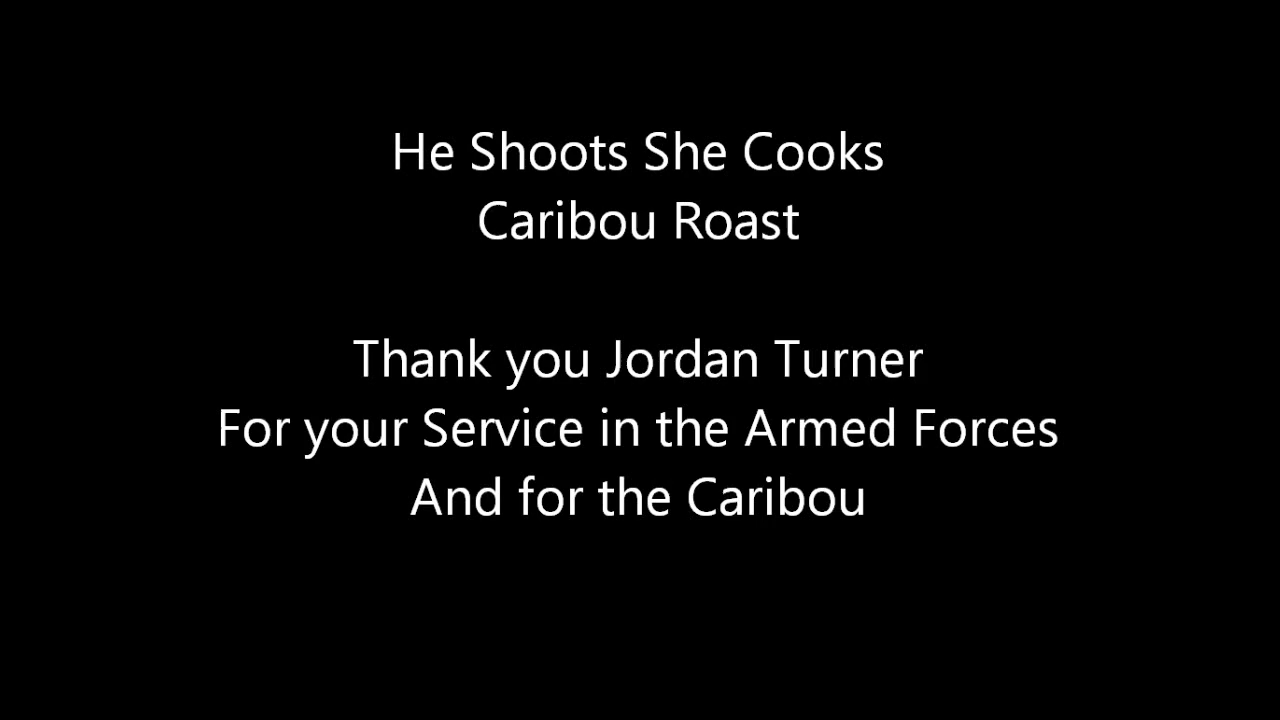 He Shoots She Cooks
Caribou Roast
Thank you Jordan Turner
For your Service in the Armed Forces
And for the Caribou